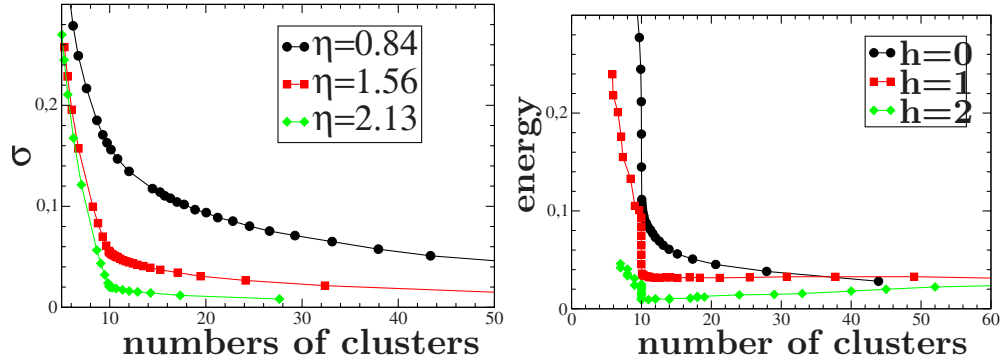 σ
0,2
0,1
0
η=0.84
η=1.56
η=2.13
10
20
30
40
50
numbers of clusters
energy
0,2
0,1
0
h=0
h=1
h=2
0
10
20
30
40
50
60
number of clusters